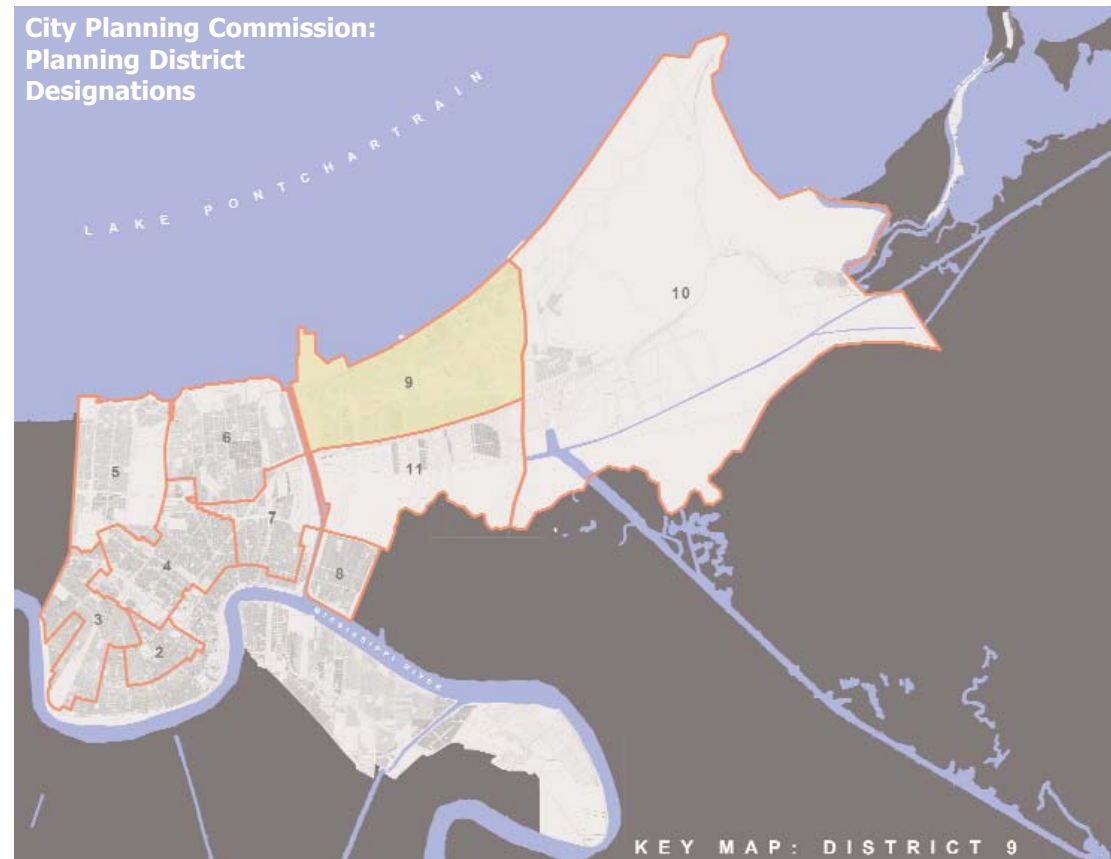 City Planning Commission:
Planning District
Designations
LAKE PONTCHARTRAIN
10
9
6
5
11
7
4
8
3
2
MISSISSIPPI RIVER
KEY MAP: DISTRICT 9